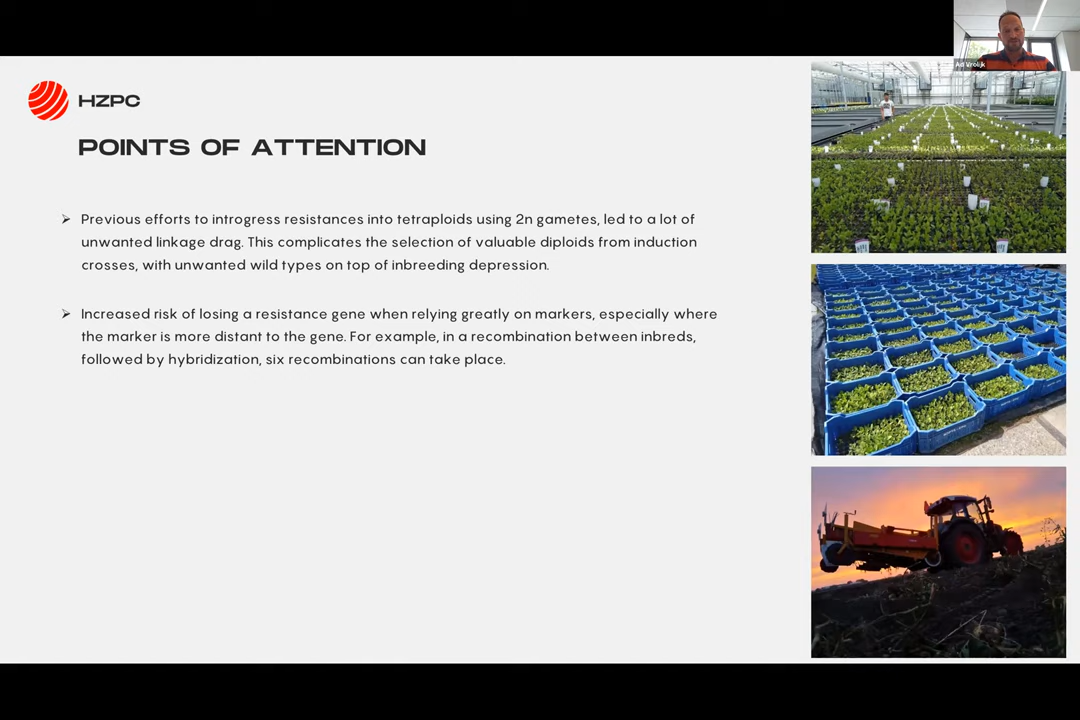 Ad Vrolijk
HZPC
POINTS OF ATTENTION
➢ Previous efforts to introgress resistances into tetraploids using 2n gametes, led to a lot of
unwanted linkage drag. This complicates the selection of valuable diploids from induction
crosses, with unwanted wild types on top of inbreeding depression.
➢ Increased risk of losing a resistance gene when relying greatly on markers, especially where
the marker is more distant to the gene. For example, in a recombination between inbreds,
followed by hybridization, six recombinations can take place.